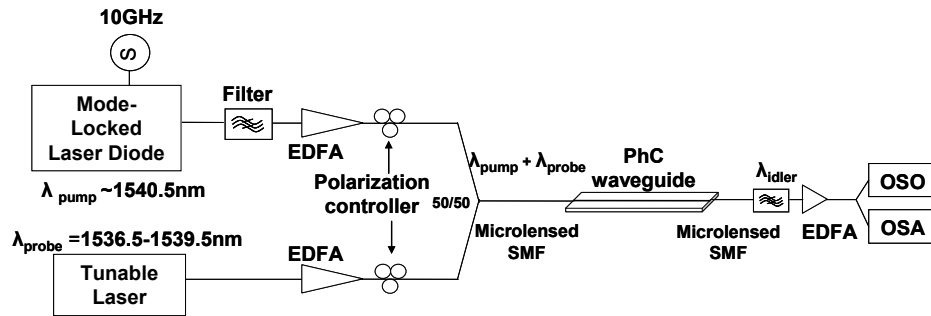 10GHz
S
Mode-
Locked
Laser Diode
λ pump ~1540.5nm
Filter
EDFA
Polarization
controller
λprobe =1536.5-1539.5nm
Tunable
Laser
EDFA
50/50
λpump + λprobe
Microlensed
SMF
PhC
waveguide
Microlensed
SMF
λidler
EDFA
OSO
OSA